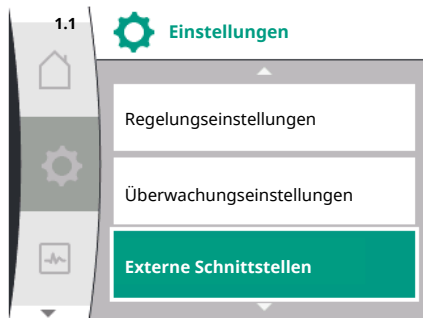 1.1
Einstellungen
Regelungseinstellungen
Überwachungseinstellungen
Externe Schnittstellen